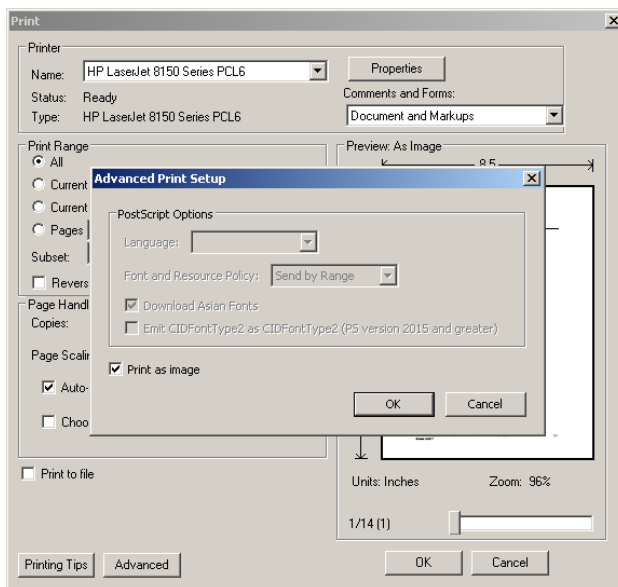 Print
Printer
Name: HP LaserJet 8150 Series PCL6
Properties
Status: Ready
Comments and Forms:
Type: HP LaserJet 8150 Series PCL6
Document and Markups
Print Range
Preview: As Image
All
8.5
Current
Current
Pages
Subset:
Revers
Advanced Print Setup
PostScript Options
Language:
Font and Resource Policy: Send by Range
Download Asian Fonts
Emit CIDFontType2 as CIDFontType2 (PS version 2015 and greater)
Print as image
OK Cancel
Page Handl
Copies:
Page Scalin
Auto-
Choo
Print to file
Units: Inches Zoom: 96%
1/14 (1)
Printing Tips Advanced OK Cancel